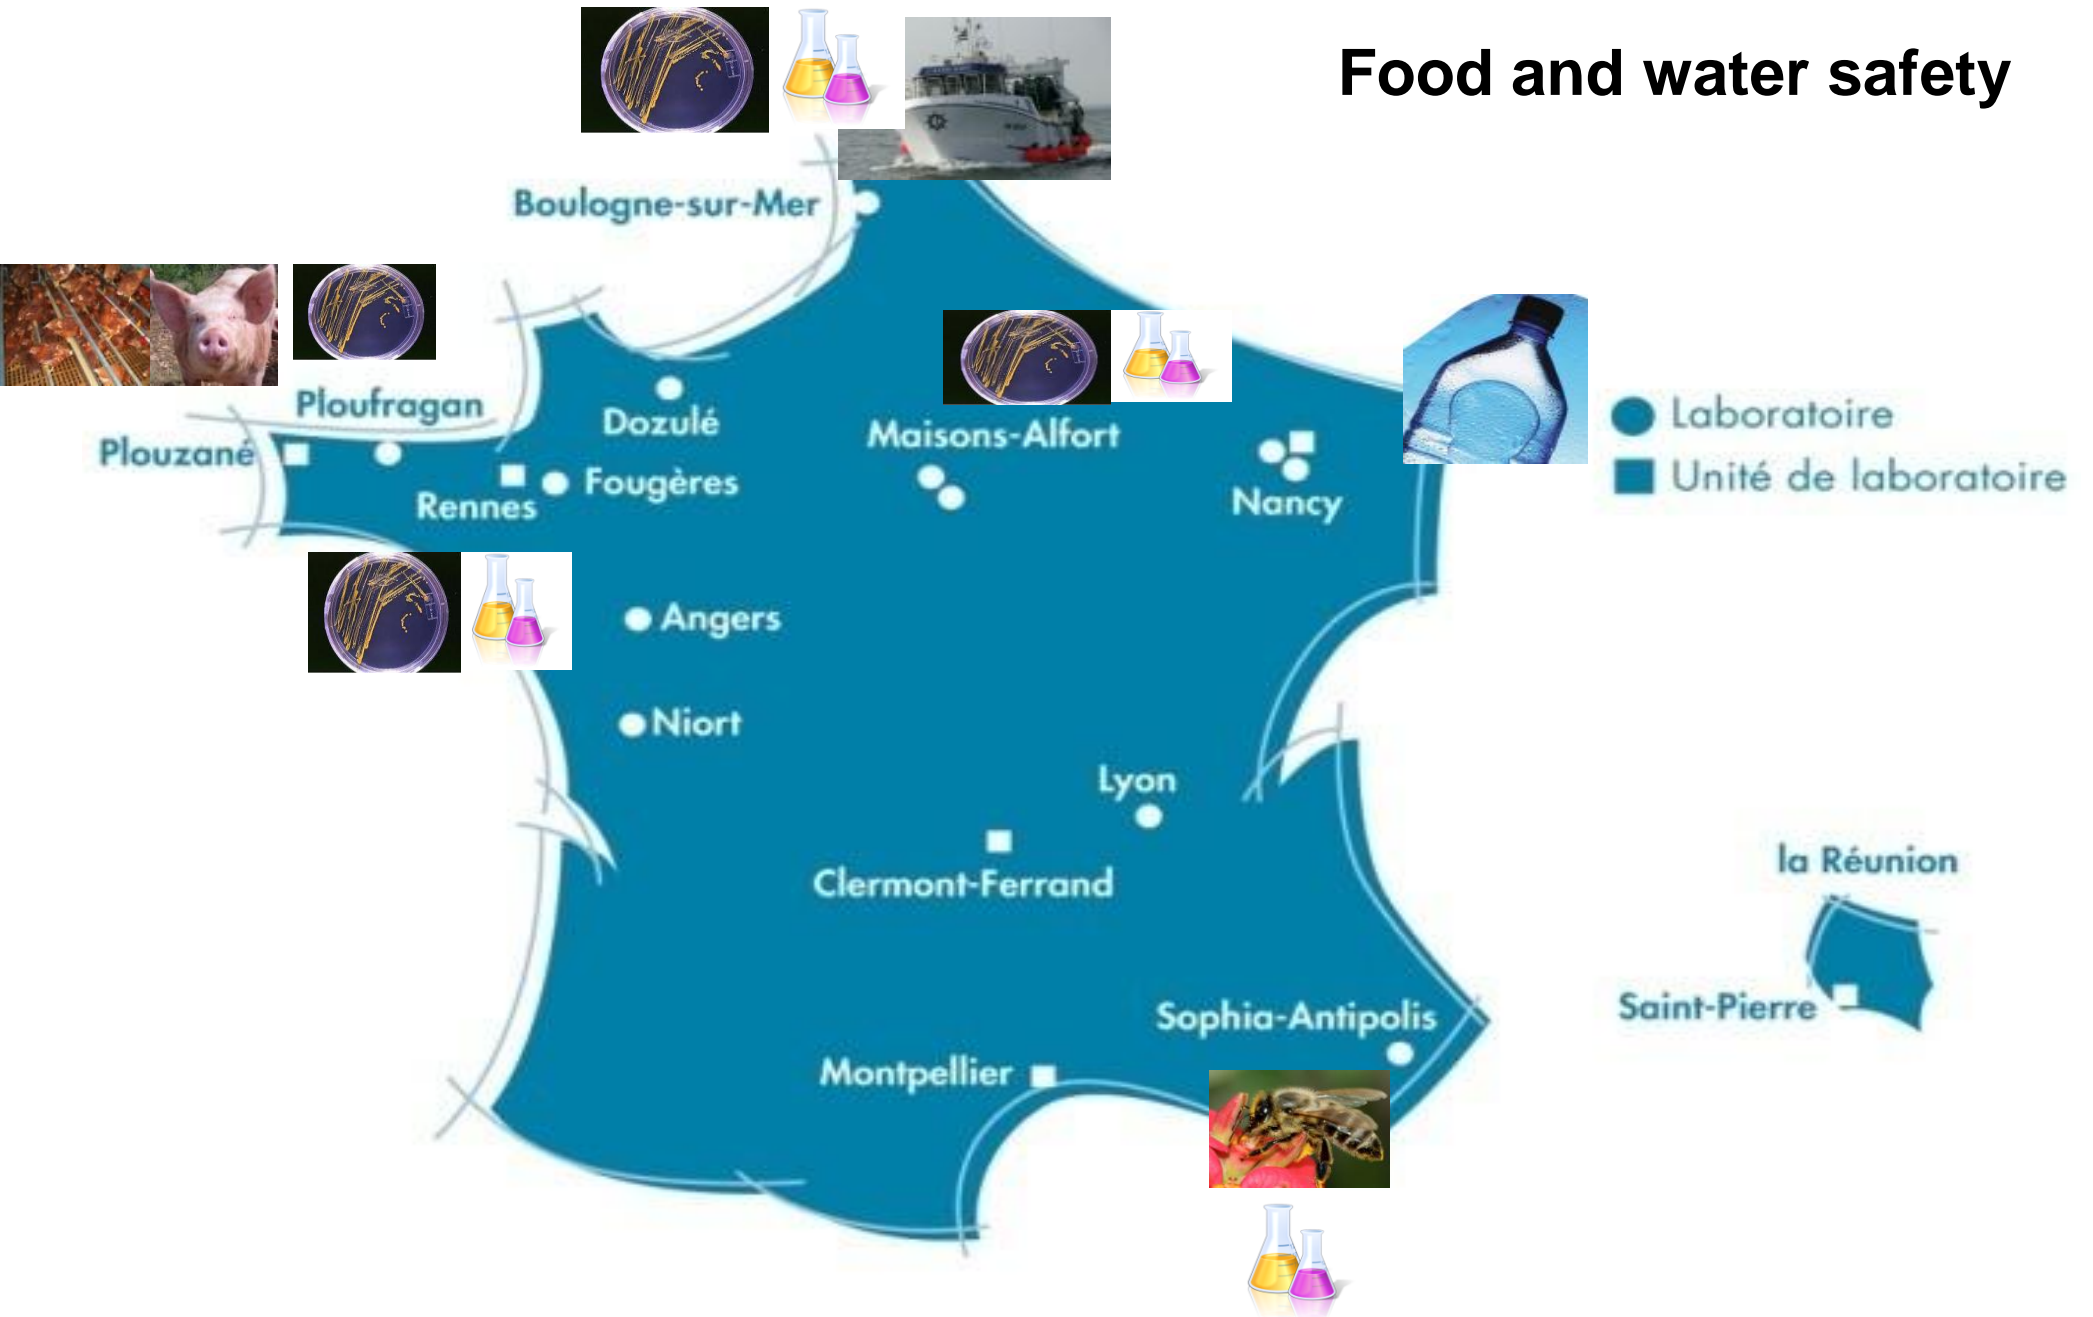 Food and water safety
Boulogne-sur-Mer
Ploufragan
Plouzané
Dozulé
Maisons-Alfort
Laboratoire
Unité de laboratoire
Rennes
Fougères
Nancy
Angers
Niort
Lyon
Clermont-Ferrand
la Réunion
Saint-Pierre
Sophia-Antipolis
Montpellier